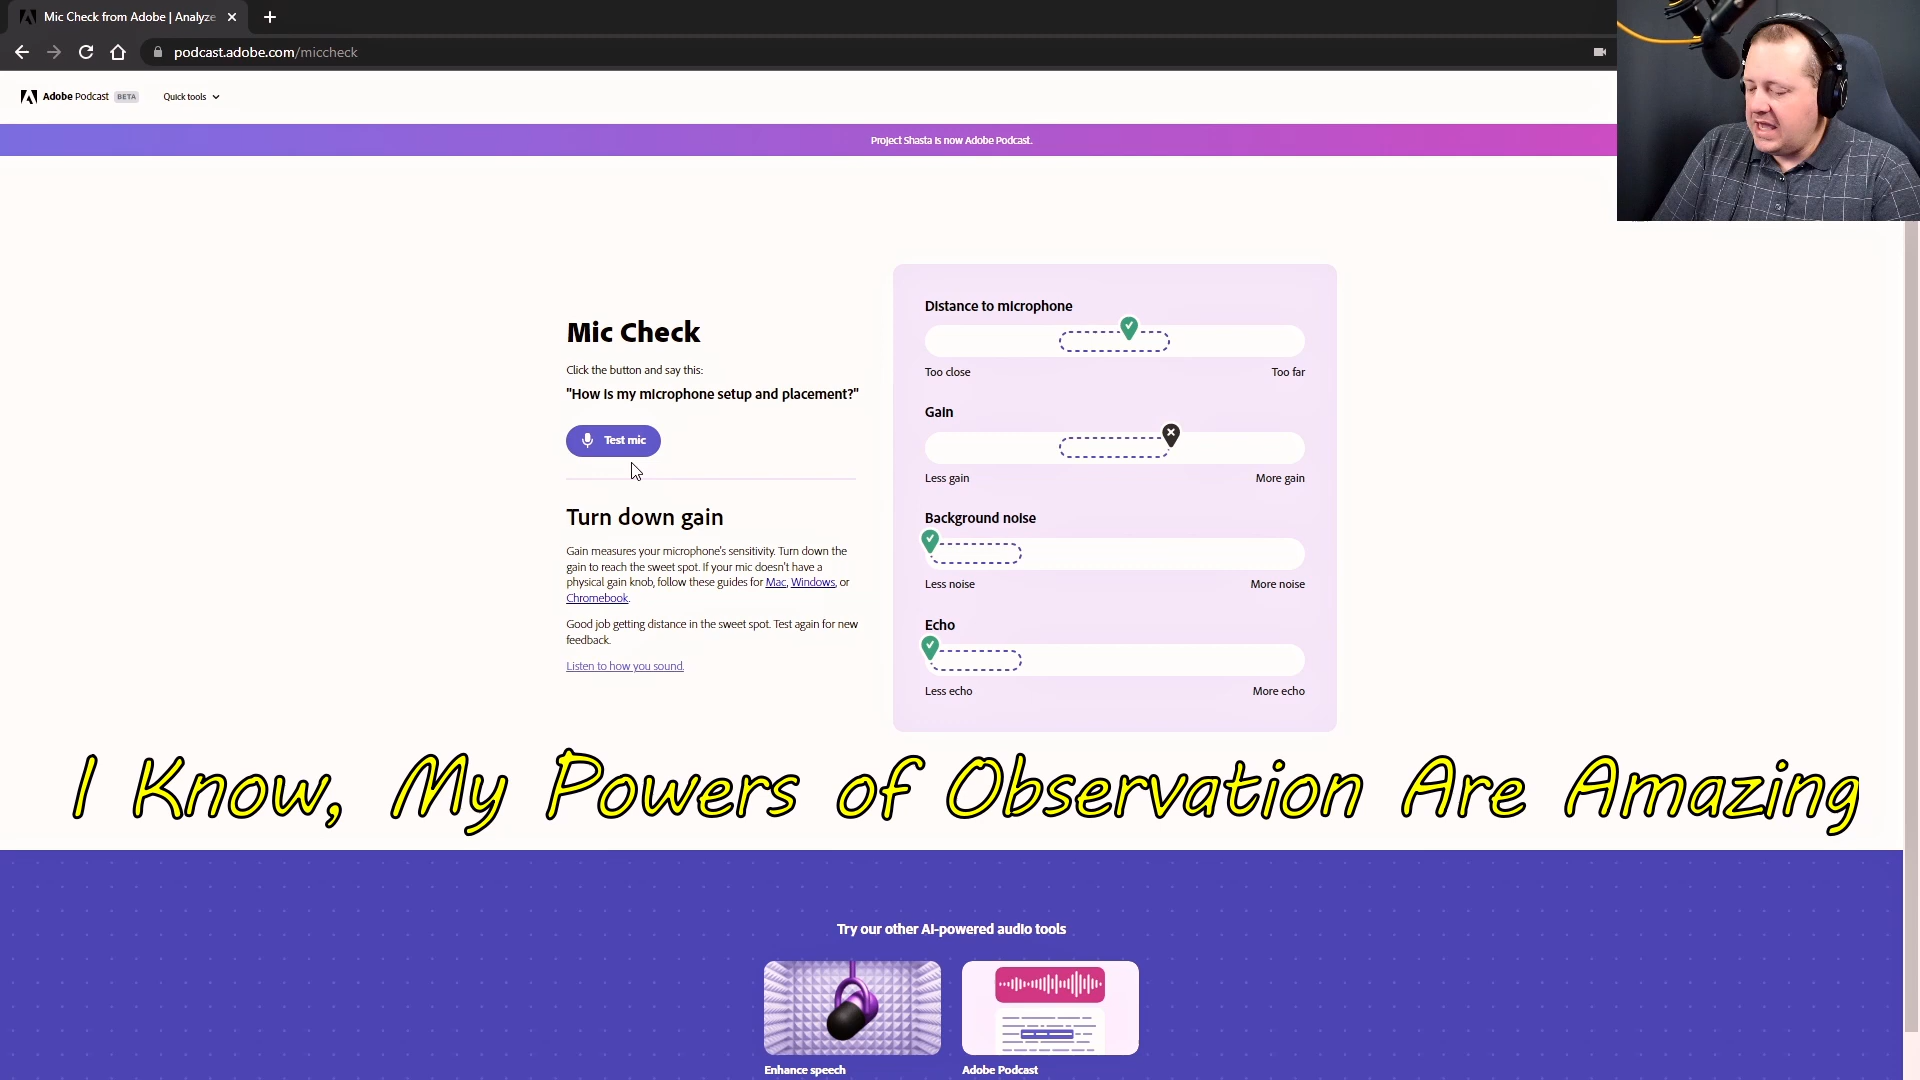 Mic Check from Adobe | Analyze
podcast.adobe.com/miccheck
Adobe Podcast BETA Quick tools
Project Shasta is now Adobe Podcast.
Mic Check
Click the button and say this:
"How is my microphone setup and placement?"
Test mic
Turn down gain
Gain measures your microphone's sensitivity. Turn down the
gain to reach the sweet spot. If your mic doesn't have a
physical gain knob, follow these guides for Mac, Windows, or
Chromebook.
Good job getting distance in the sweet spot. Test again for new
feedback.
Listen to how you sound.
Distance to microphone
Too close Too far
Gain
Less gain More gain
Background noise
Less noise More noise
Echo
Less echo More echo
I Know, My Powers of Observation Are Amazing
Try our other AI-powered audio tools
Enhance speech Adobe Podcast